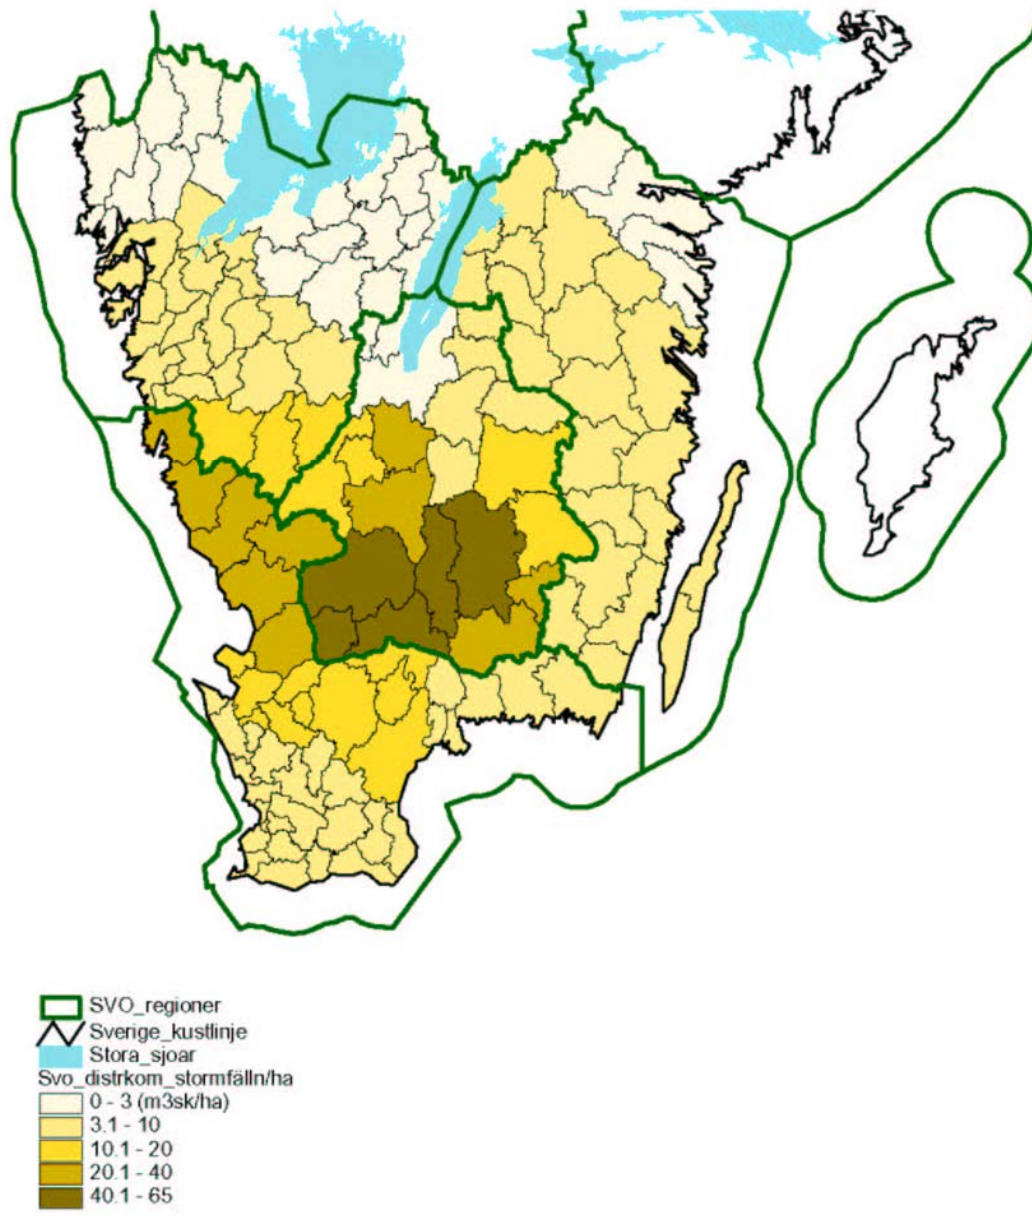 SVO_regioner
Sverige_kustlinje
Stora_sjoar
Svo_distrkom_stormfälln/ha
0 - 3 (m3sk/ha)
3.1 - 10
10.1 - 20
20.1 - 40
40.1 - 65